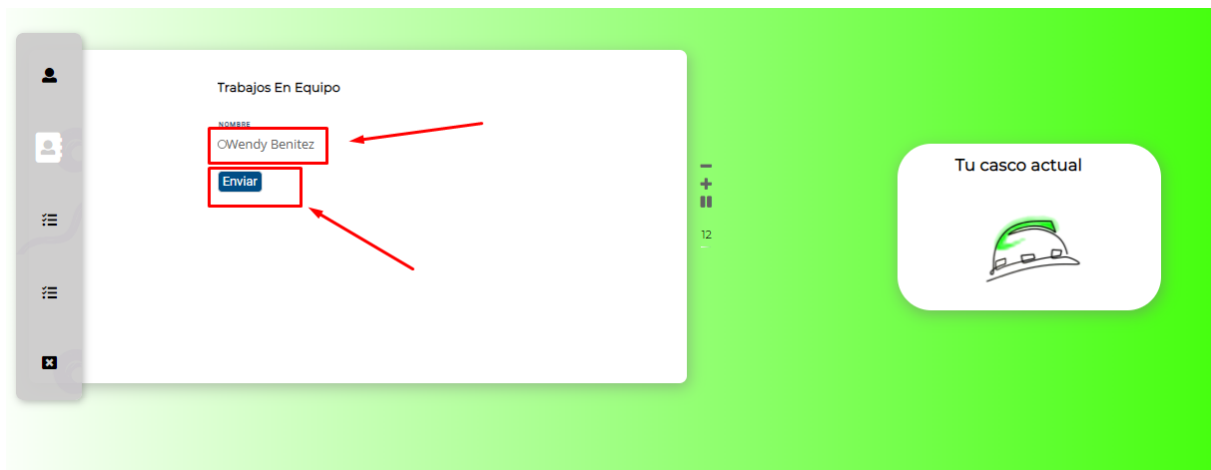 Trabajos En Equipo
NOMBRE
Wendy Benitez
Enviar
12
Tu casco actual